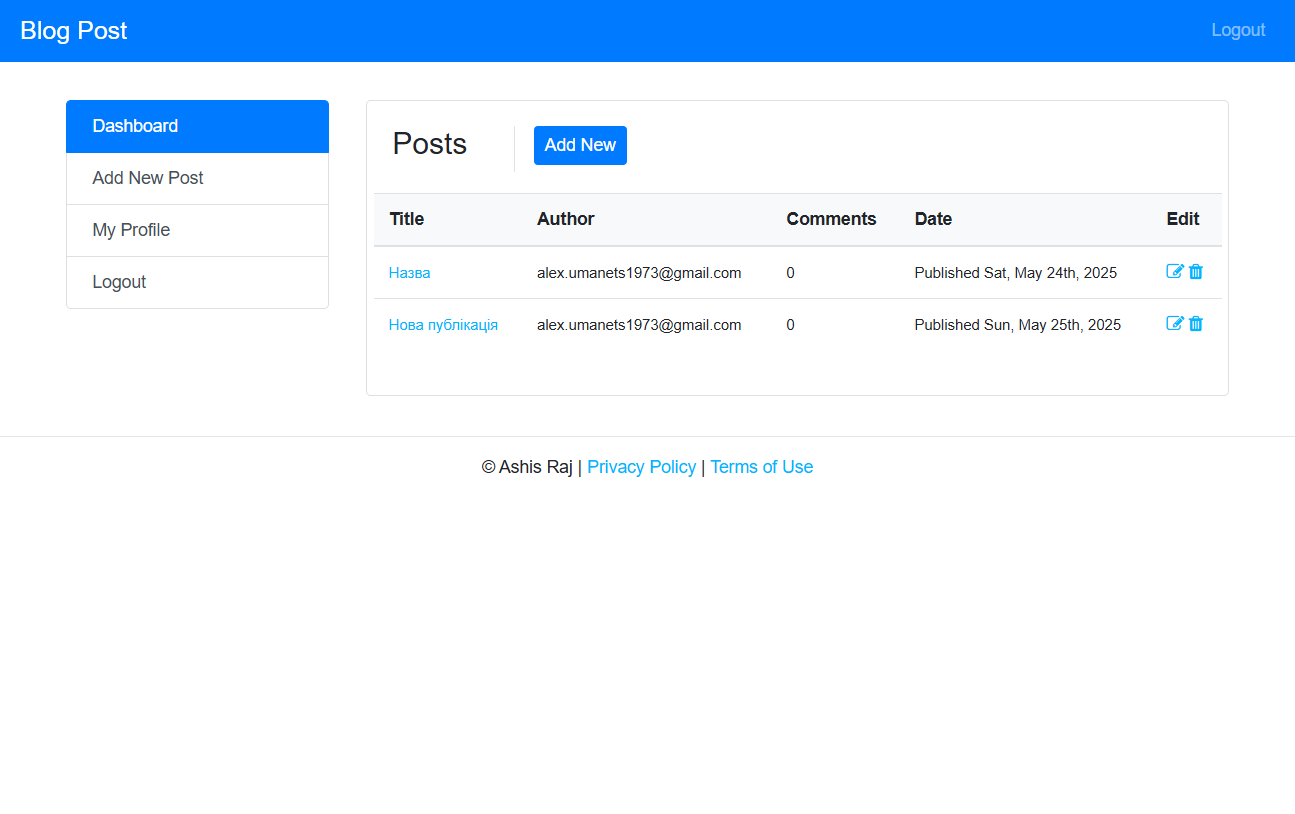 Blog Post
Logout
Dashboard
Add New Post
My Profile
Logout
Posts
Add New
Title Author Comments Date Edit
Назва alex.umanets1973@gmail.com 0 Published Sat, May 24th, 2025
Нова публікація alex.umanets1973@gmail.com 0 Published Sun, May 25th, 2025
© Ashis Raj | Privacy Policy | Terms of Use